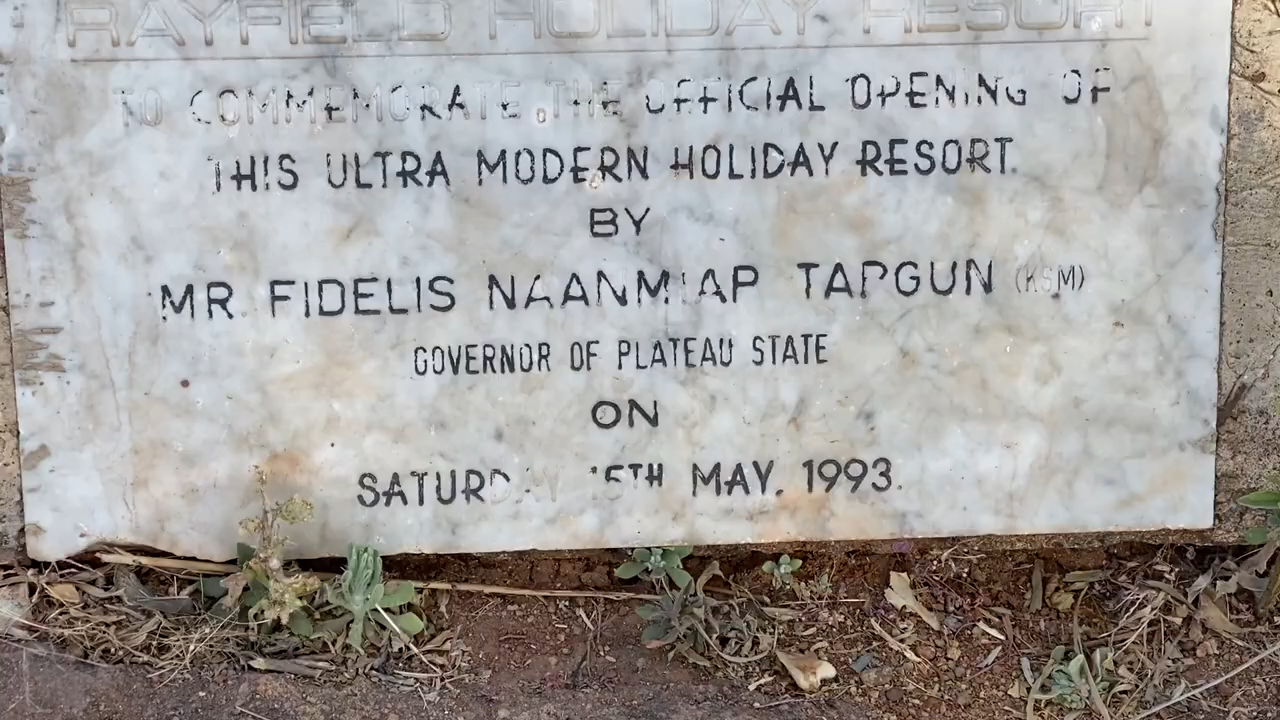 RAYFIELD HOLIDAY RESORT
TO COMMEMORATE THE OFFICIAL OPENING OF
THIS ULTRA MODERN HOLIDAY RESORT.
BY
MR. FIDELIS NAANMIAP TAPGUN (KSM)
GOVERNOR OF PLATEAU STATE
ON
SATURDAY 15TH MAY, 1993.